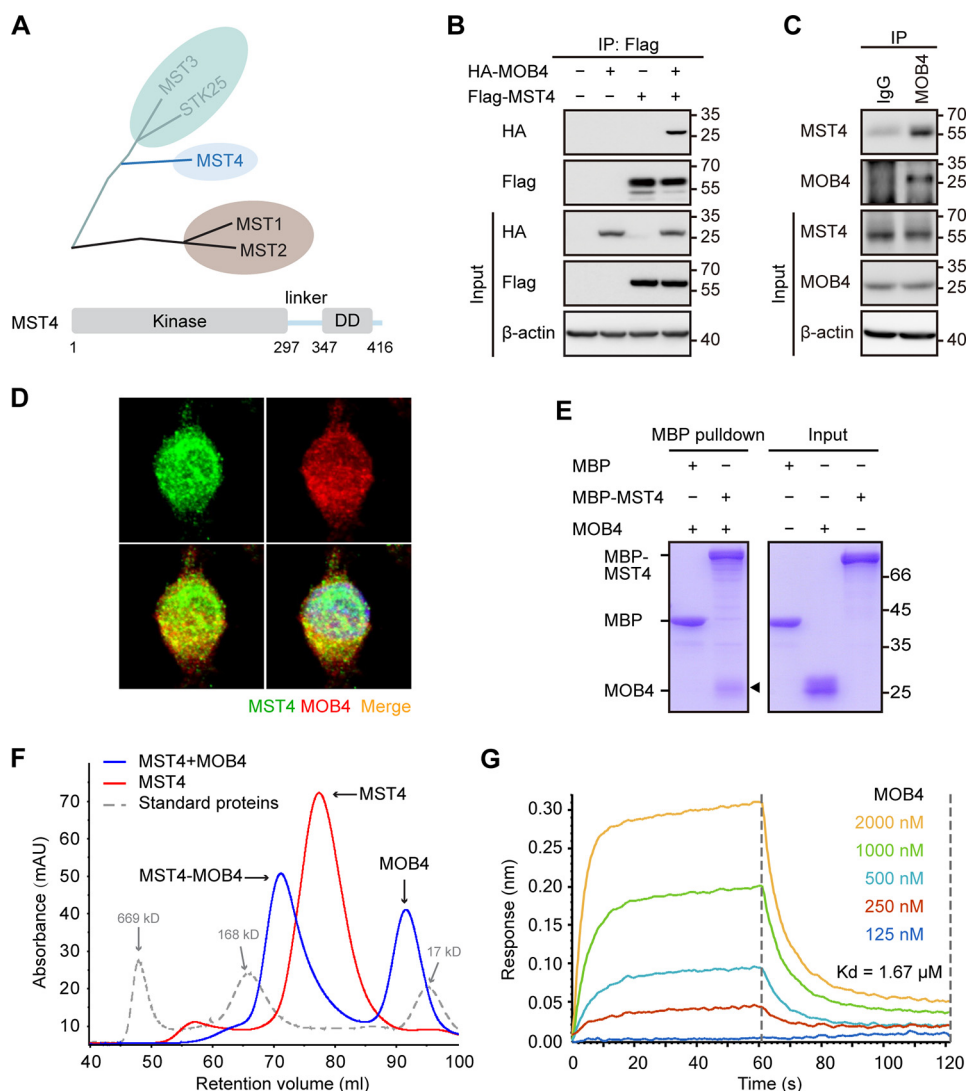 A
MST3
STK25
MST4
MST1
MST2
linker
MST4 Kinase DD
1 297 347 416
B
IP: Flag
HA-MOB4 – + – +
Flag-MST4 – – + +
HA
35
25
Flag
70
55
Input
HA
35
25
Flag
70
55
β-actin
40
C
IP
IgG
MOB4
MST4
70
55
MOB4
35
25
Input
MST4
70
55
MOB4
35
25
β-actin
40
D
MST4 MOB4 Merge
E
MBP pulldown Input
MBP + – + – –
MBP-MST4 – + – – +
MOB4 + + – + –
MBP-
MST4
MBP
MOB4
66
45
35
25
F
MST4+MOB4
MST4
Standard proteins
MST4
MST4-MOB4
MOB4
669 kD
168 kD
17 kD
Absorbance (mAU)
70
60
50
40
30
20
10
40 50 60 70 80 90 100
Retention volume (ml)
G
MOB4
2000 nM
1000 nM
500 nM
250 nM
125 nM
Kd = 1.67 μM
Response (nm)
0.30
0.20
0.10
0.05
0.00
0 20 40 60 80 100 120
Time (s)